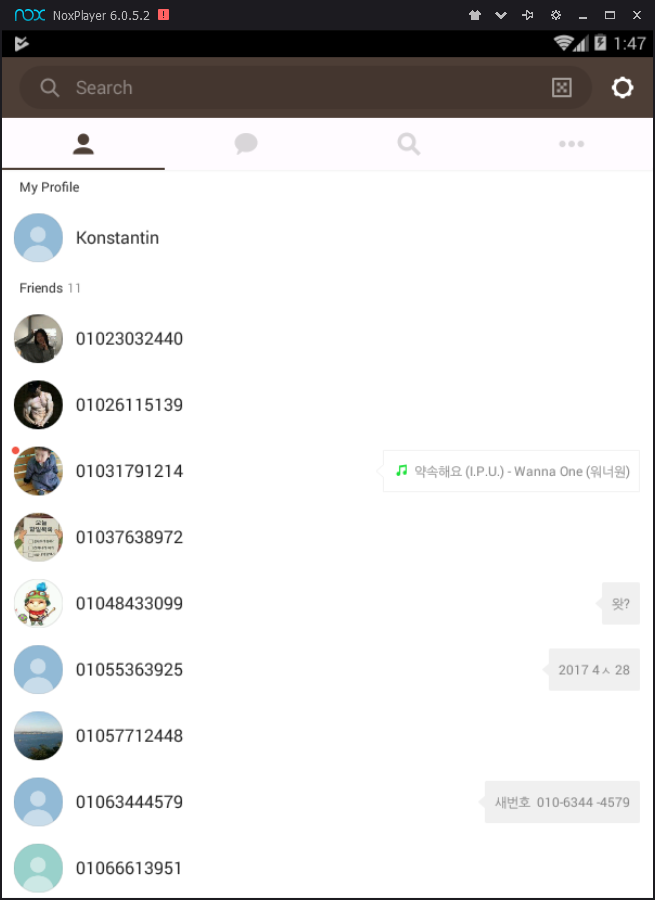 nox NoxPlayer 6.0.5.2
1:47
Search
My Profile
Konstantin
Friends 11
01023032440
01026115139
01031791214
약속해요 (I.P.U.) - Wanna One (워너원)
01037638972
오늘
01048433099
왓?
01055363925
2017 4ㅅ 28
01057712448
01063444579
새번호 010-6344 -4579
01066613951